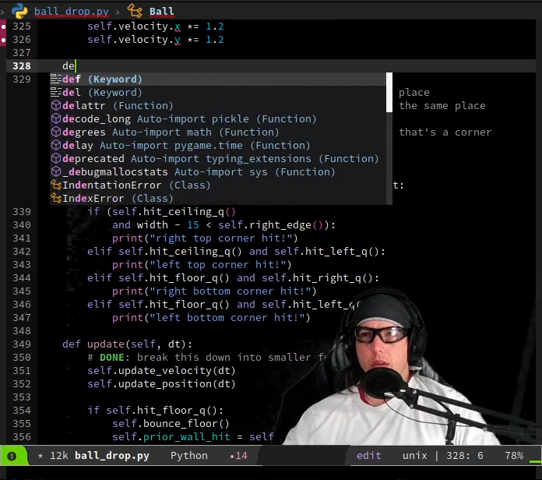 ball_drop.py > Ball
325 self.velocity.x *= 1.2
326 self.velocity.y *= 1.2
327
328 de
329 def (Keyword)
del (Keyword) place
delattr (Function) the same place
decode_long Auto-import pickle (Function)
degrees Auto-import math (Function) that's a corner
delay Auto-import pygame.time (Function)
deprecated Auto-import typing_extensions (Function)
_debugmallocstats Auto-import sys (Function)
IndentationError (Class) t:
IndexError (Class)
339 if (self.hit_ceiling_q()
340 and width - 15 < self.right_edge()):
341 print("right top corner hit!")
342 elif self.hit_ceiling_q() and self.hit_left_q():
343 print("left top corner hit!")
344 elif self.hit_floor_q() and self.hit_right_q():
345 print("right bottom corner hit!")
346 elif self.hit_floor_q() and self.hit_left_q
347 print("left bottom corner hit!")
348
349 def update(self, dt):
350 # DONE: break this down into smaller
351 self.update_velocity(dt)
352 self.update_position(dt)
353
354 if self.hit_floor_q():
355 self.bounce_floor()
356 self.prior_wall_hit = self
* 12k ball_drop.py Python •14 edit unix | 328: 6 78%